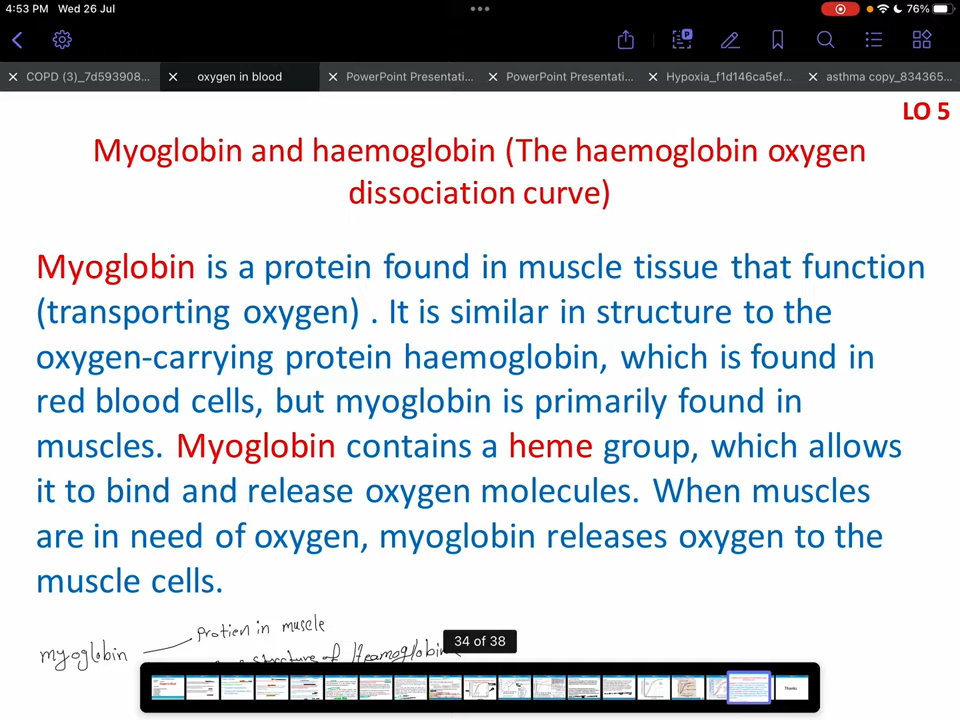 4:53 PM Wed 26 Jul
76%
COPD (3)_7d593908...
oxygen in blood
PowerPoint Presentati...
PowerPoint Presentati...
Hypoxia_f1d146ca5ef...
asthma copy_834365...
LO 5
Myoglobin and haemoglobin (The haemoglobin oxygen
dissociation curve)
Myoglobin is a protein found in muscle tissue that function
(transporting oxygen) . It is similar in structure to the
oxygen-carrying protein haemoglobin, which is found in
red blood cells, but myoglobin is primarily found in
muscles. Myoglobin contains a heme group, which allows
it to bind and release oxygen molecules. When muscles
are in need of oxygen, myoglobin releases oxygen to the
muscle cells.
Protien in muscle
myoglobin
structure of Heamoglobin
34 of 38
Thanks